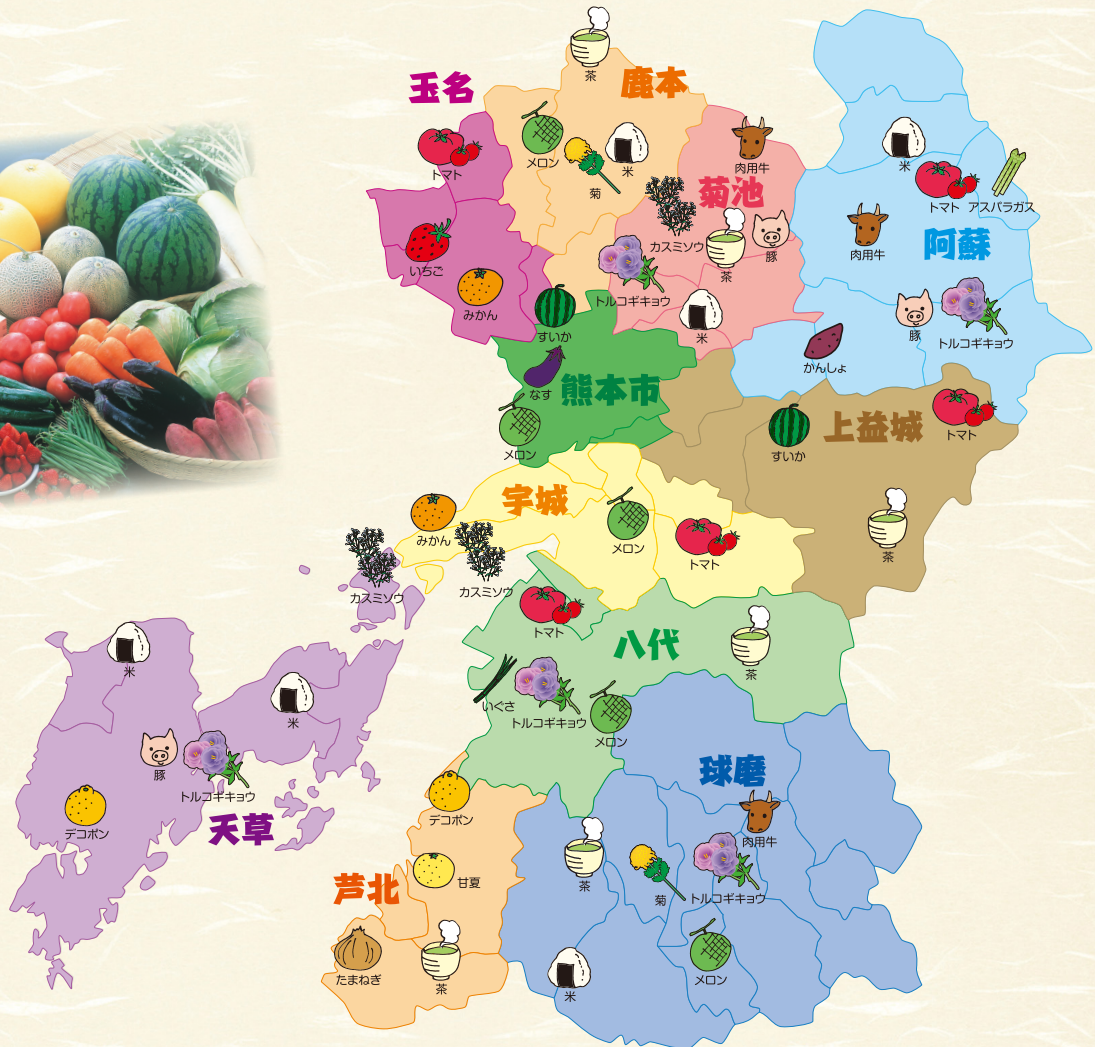 茶
鹿本
玉名
トマト
メロン
菊
米
肉用牛
菊池
カスミソウ
茶
豚
トルコギキョウ
米
米
トマト
アスパラガス
肉用牛
阿蘇
豚
トルコギキョウ
かんしょ
いちご
みかん
すいか
なす
熊本市
メロン
すいか
上益城
トマト
茶
宇城
みかん
カスミソウ
カスミソウ
メロン
トマト
トマト
八代
茶
いぐさ
トルコギキョウ
メロン
米
米
豚
トルコギキョウ
デコポン
天草
球磨
肉用牛
茶
菊
トルコギキョウ
米
メロン
デコポン
甘夏
芦北
たまねぎ
茶